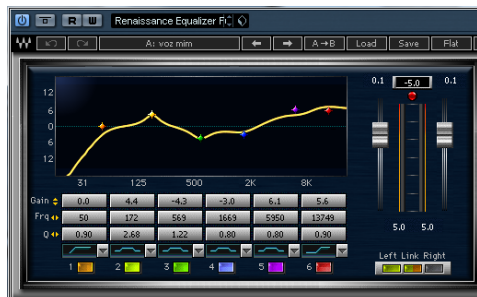 R W Renaissance Equalizer
A: voz mim A→B Load Save Flat
0.1 -5.0 0.1
12
6
0
6
12
31 125 500 2K 8K
Gain 0.0 4.4 -4.3 -3.0 6.1 5.6
Frq 50 172 569 1669 5950 13749
Q 0.90 2.68 1.22 0.80 0.80 0.90
5.0 5.0
Left Link Right
1 2 3 4 5 6